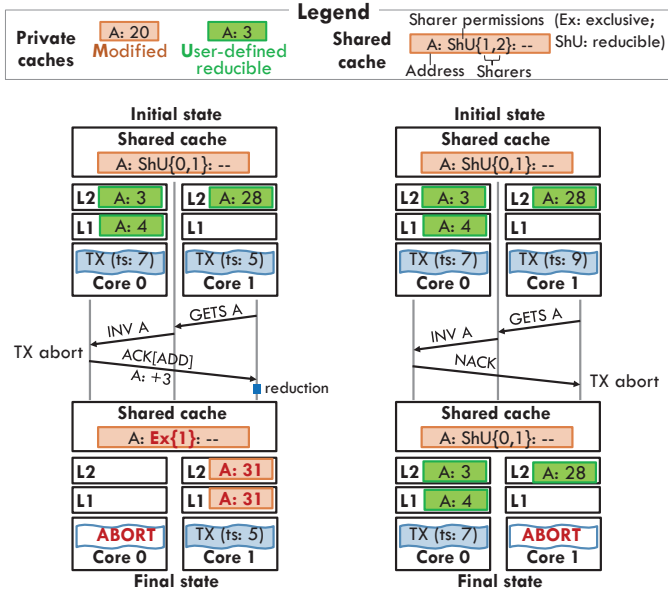 Legend
Private caches
A: 20
Modified
A: 3
User-defined reducible
Shared cache
Sharer permissions
(Ex: exclusive; ShU: reducible)
A: ShU{1,2}: --
Address
Sharers
Initial state
Shared cache
A: ShU{0,1}: --
L2 A: 3
L2 A: 28
L1 A: 4
L1
TX (ts: 7)
TX (ts: 5)
Core 0
Core 1
GETS A
INV A
TX abort
ACK[ADD]
A: +3
reduction
Shared cache
A: Ex{1}: --
L2
L2 A: 31
L1
L1 A: 31
ABORT
TX (ts: 5)
Core 0
Core 1
Final state
Initial state
Shared cache
A: ShU{0,1}: --
L2 A: 3
L2 A: 28
L1 A: 4
L1
TX (ts: 7)
TX (ts: 9)
Core 0
Core 1
GETS A
INV A
NACK
TX abort
Shared cache
A: ShU{0,1}: --
L2 A: 3
L2 A: 28
L1 A: 4
L1
TX (ts: 7)
ABORT
Core 0
Core 1
Final state